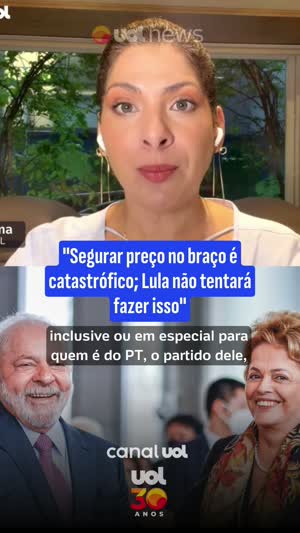 uol
uol news
na
L
"Segurar preço no braço é
catastrófico; Lula não tentará
fazer isso"
inclusive ou em especial para
quem é do PT, o partido dele,
canal uol
uol
30
ANOS